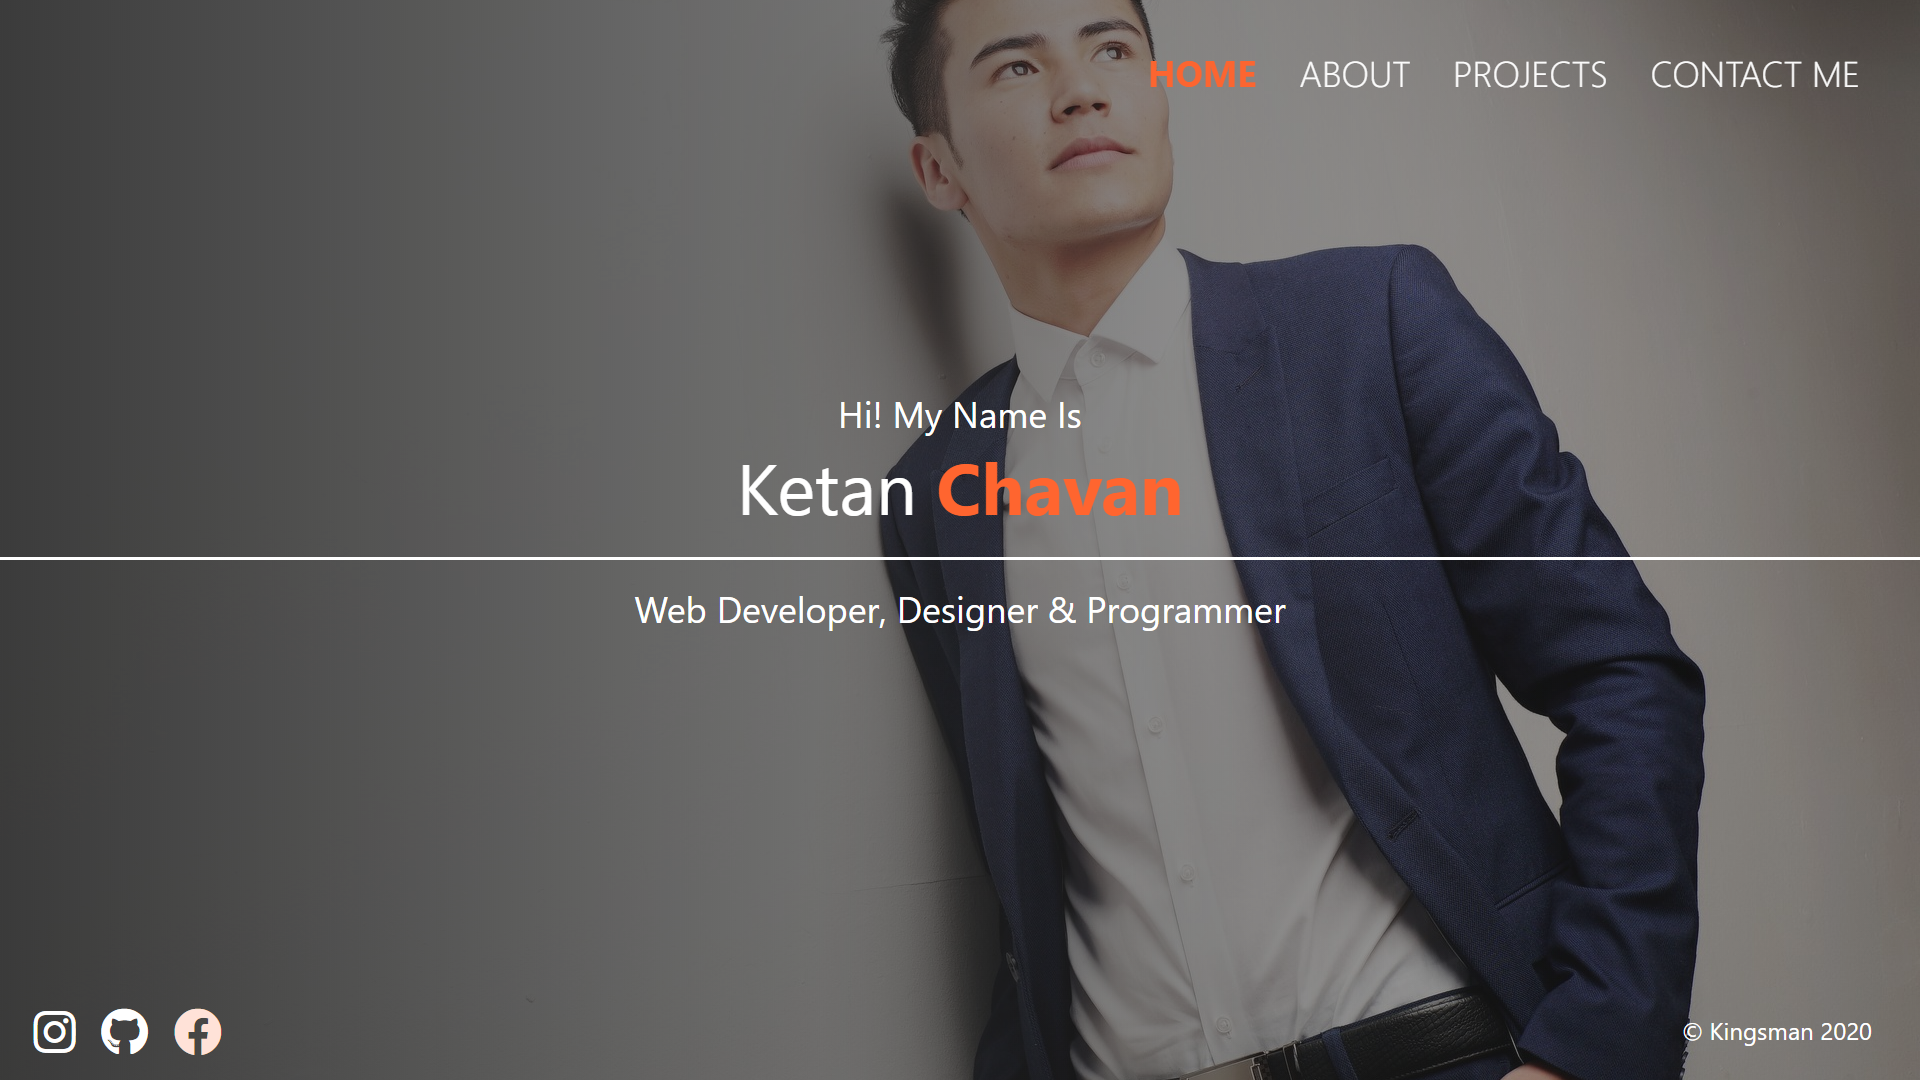 HOME ABOUT PROJECTS CONTACT ME
Hi! My Name Is
Ketan Chavan
Web Developer, Designer & Programmer
© Kingsman 2020